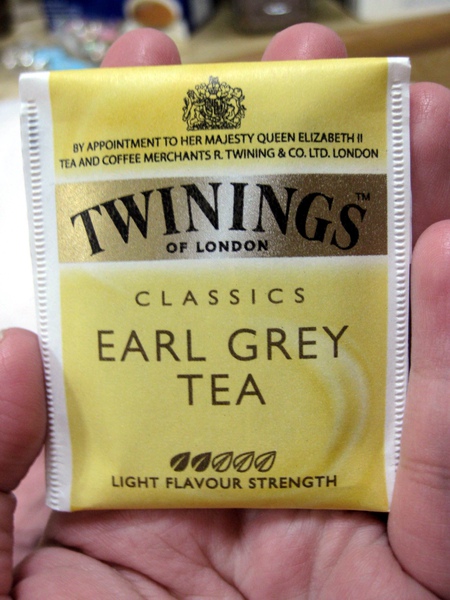 BY APPOINTMENT TO HER MAJESTY QUEEN ELIZABETH II
TEA AND COFFEE MERCHANTS R. TWINING & CO. LTD. LONDON
TWININGS™
OF LONDON
CLASSICS
EARL GREY
TEA
LIGHT FLAVOUR STRENGTH